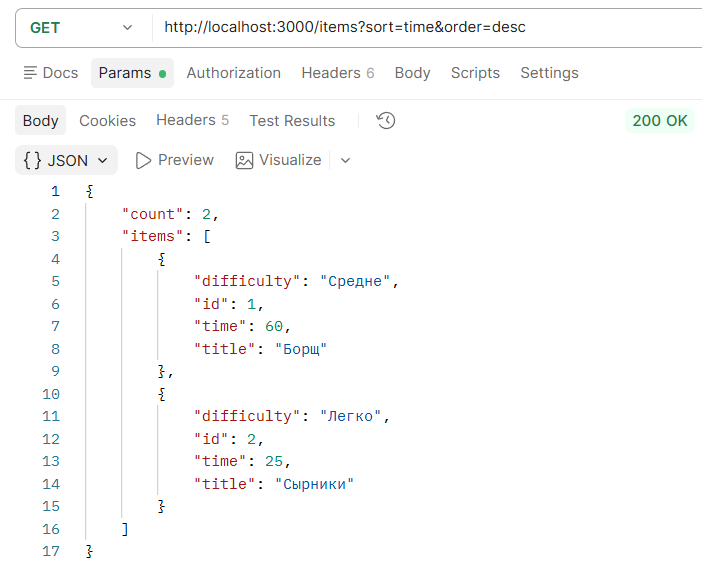 GET http://localhost:3000/items?sort=time&order=desc
Docs Params Authorization Headers 6 Body Scripts Settings
Body Cookies Headers 5 Test Results 200 OK
{} JSON Preview Visualize
1 {
2 "count": 2,
3 "items": [
4 {
5 "difficulty": "Средне",
6 "id": 1,
7 "time": 60,
8 "title": "Борщ"
9 },
10 {
11 "difficulty": "Легко",
12 "id": 2,
13 "time": 25,
14 "title": "Сырники"
15 }
16 ]
17 }